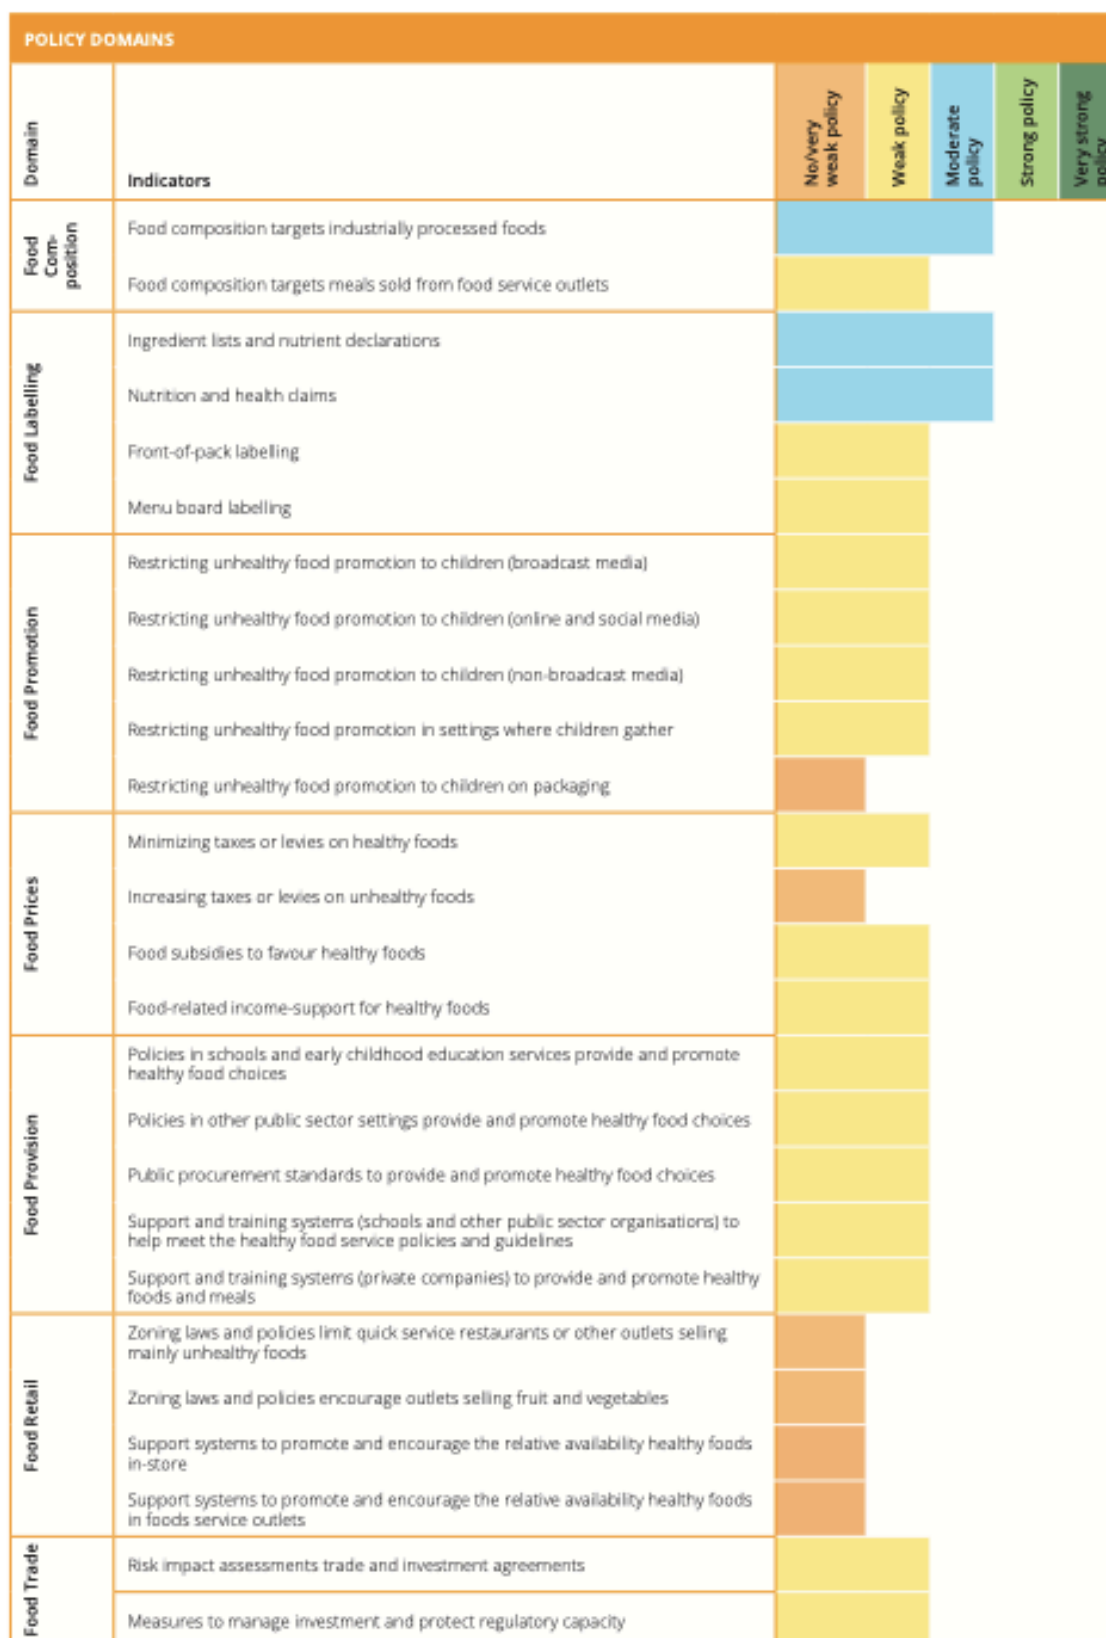 POLICY DOMAINS
Domain
Indicators
No/very
weak policy
Weak policy
Moderate
policy
Strong policy
Very strong
policy
Food
Com-
position
Food composition targets industrially processed foods
Food composition targets meals sold from food service outlets
Food Labelling
Ingredient lists and nutrient declarations
Nutrition and health claims
Front-of-pack labelling
Menu board labelling
Food Promotion
Restricting unhealthy food promotion to children (broadcast media)
Restricting unhealthy food promotion to children (online and social media)
Restricting unhealthy food promotion to children (non-broadcast media)
Restricting unhealthy food promotion in settings where children gather
Restricting unhealthy food promotion to children on packaging
Food Prices
Minimizing taxes or levies on healthy foods
Increasing taxes or levies on unhealthy foods
Food subsidies to favour healthy foods
Food-related income-support for healthy foods
Food Provision
Policies in schools and early childhood education services provide and promote
healthy food choices
Policies in other public sector settings provide and promote healthy food choices
Public procurement standards to provide and promote healthy food choices
Support and training systems (schools and other public sector organisations) to
help meet the healthy food service policies and guidelines
Support and training systems (private companies) to provide and promote healthy
foods and meals
Food Retail
Zoning laws and policies limit quick service restaurants or other outlets selling
mainly unhealthy foods
Zoning laws and policies encourage outlets selling fruit and vegetables
Support systems to promote and encourage the relative availability healthy foods
in-store
Support systems to promote and encourage the relative availability healthy foods
in foods service outlets
Food Trade
Risk impact assessments trade and investment agreements
Measures to manage investment and protect regulatory capacity